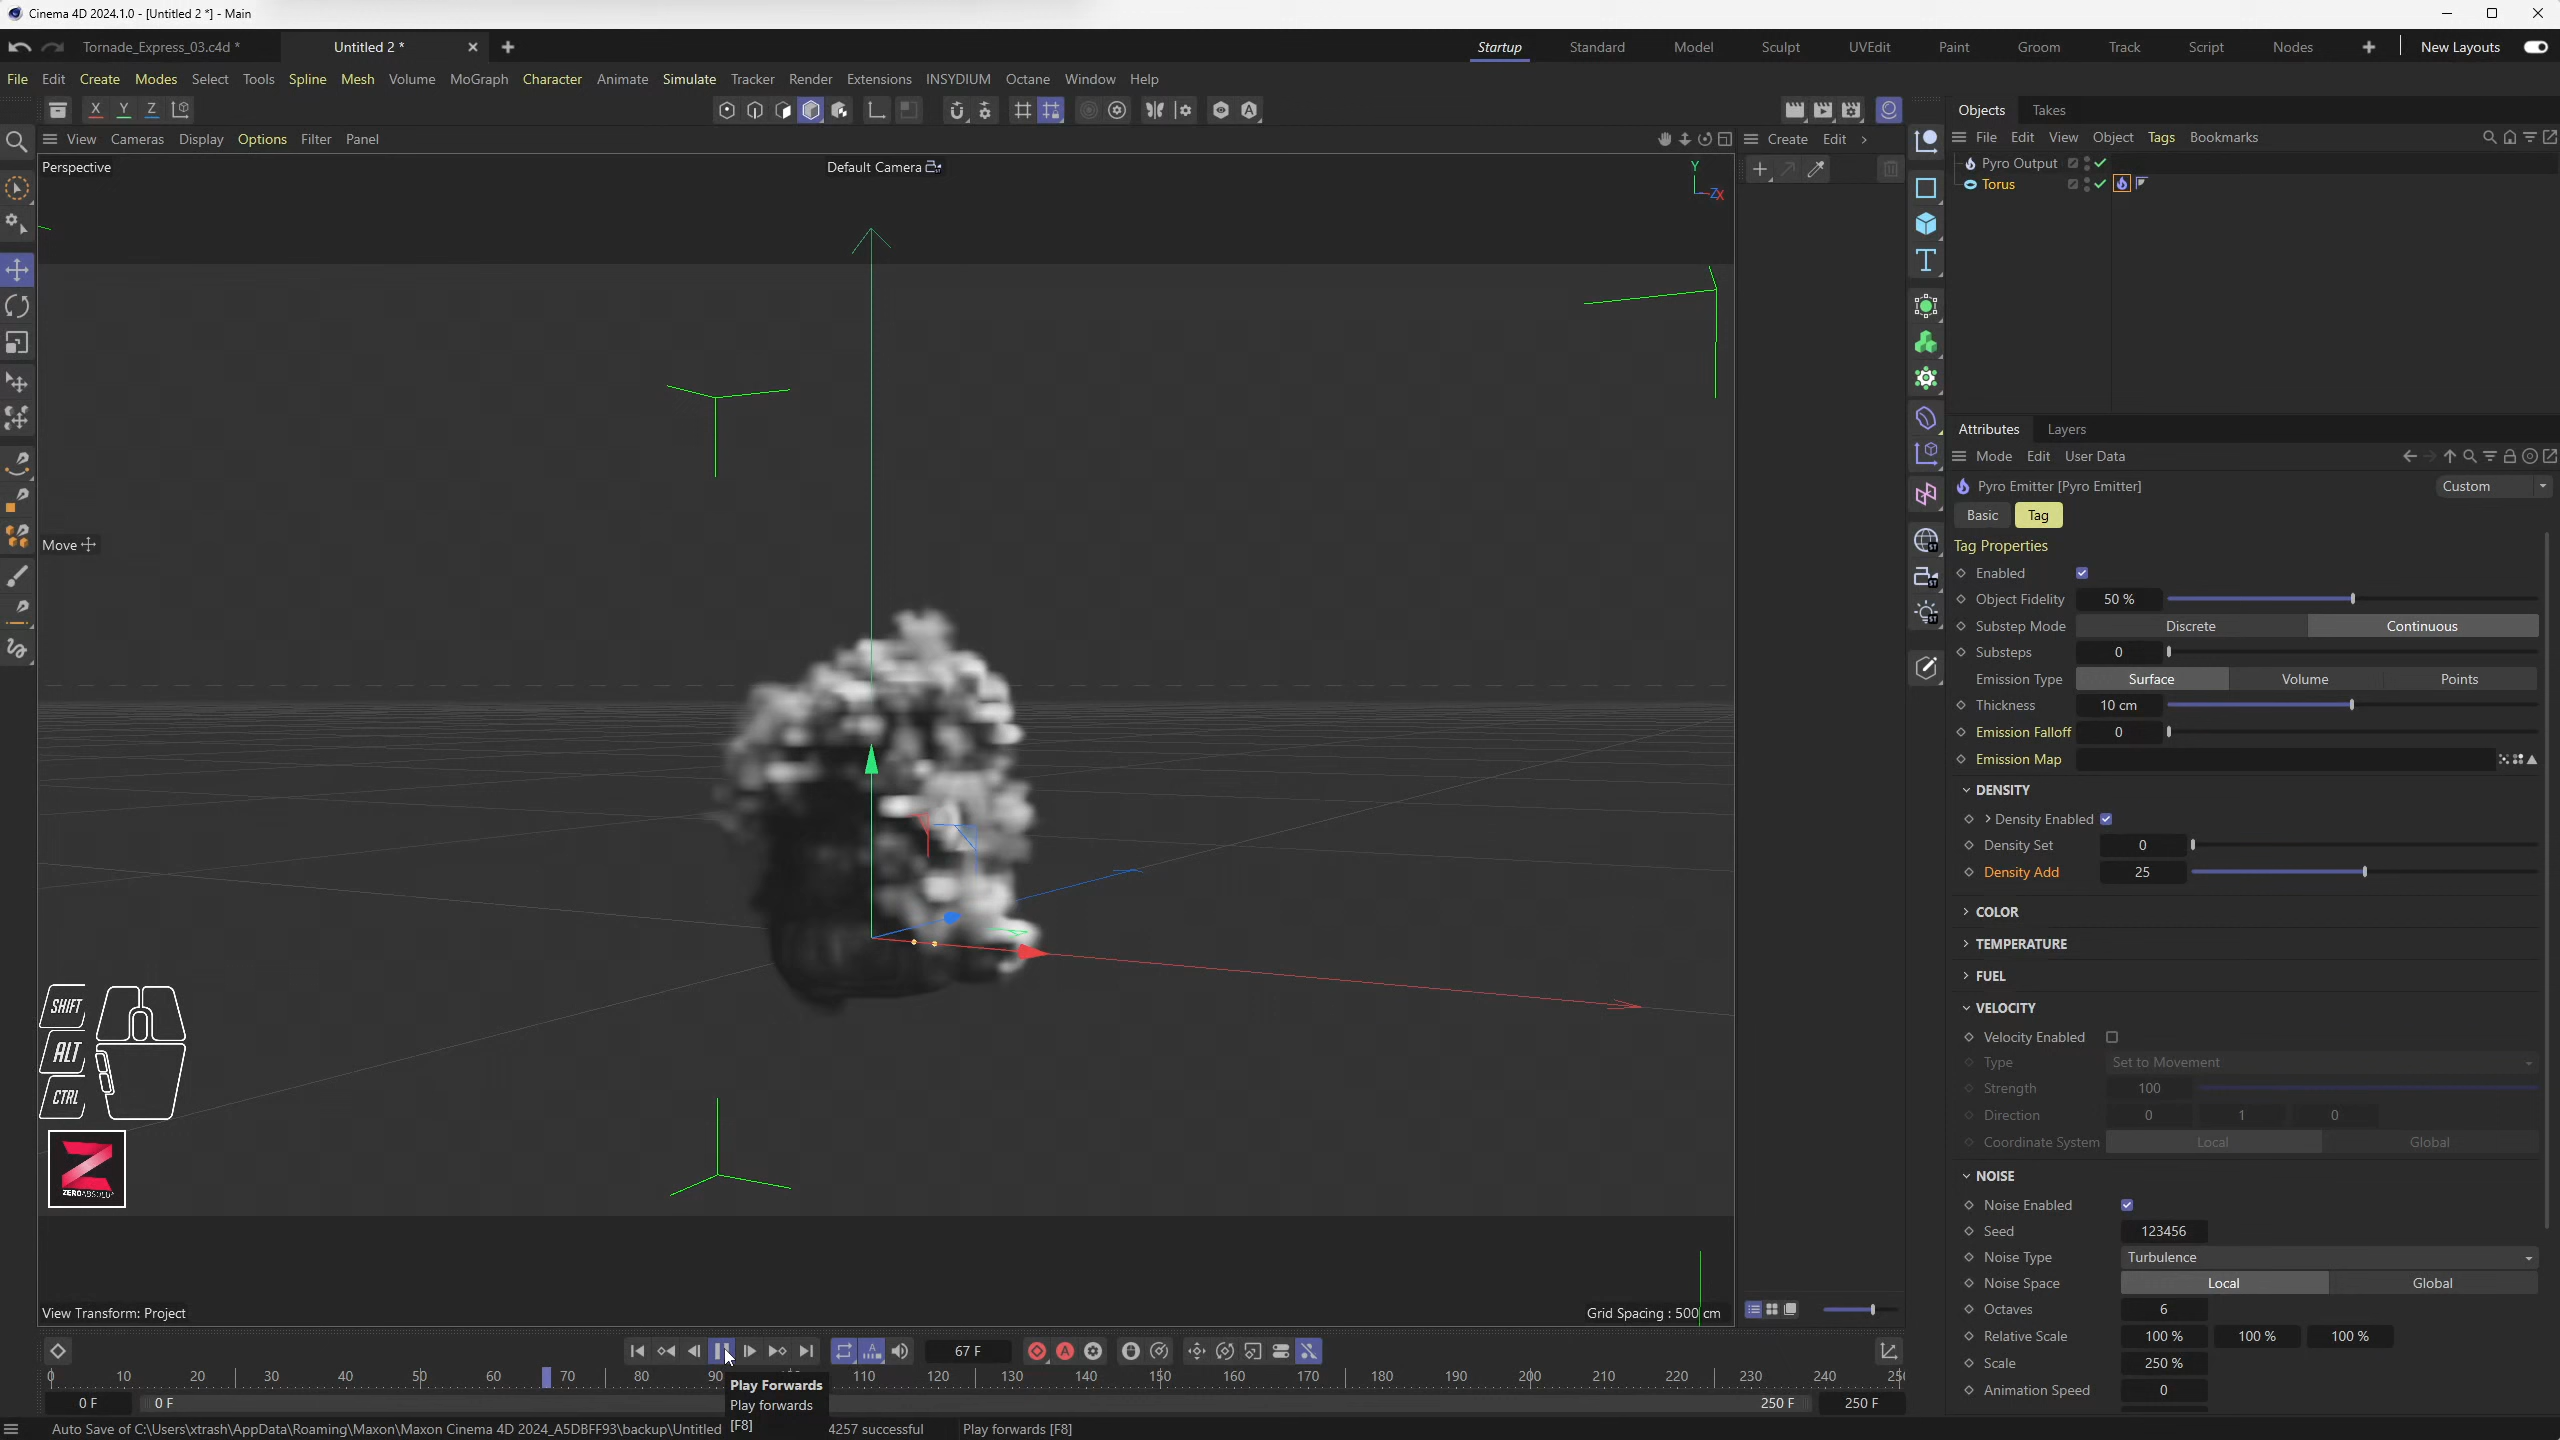 Cinema 4D 2024.1.0 - [Untitled 2 *] - Main
Tornade_Express_03.c4d * Untitled 2 * Startup Standard Model Sculpt UVEdit Paint Groom Track Script Nodes New Layouts
File Edit Create Modes Select Tools Spline Mesh Volume MoGraph Character Animate Simulate Tracker Render Extensions INSYDIUM Octane Window Help
X Y Z
Objects Takes
View Cameras Display Options Filter Panel
Create Edit
File Edit View Object Tags Bookmarks
Perspective
Default Camera
Y
ZX
Pyro Output
Torus
Attributes Layers
Mode Edit User Data
Pyro Emitter [Pyro Emitter]
Custom
Basic Tag
Move
Tag Properties
Enabled
Object Fidelity 50 %
Substep Mode Discrete Continuous
Substeps 0
Emission Type Surface Volume Points
Thickness 10 cm
Emission Falloff 0
Emission Map
DENSITY
Density Enabled
Density Set 0
Density Add 25
COLOR
TEMPERATURE
FUEL
VELOCITY
Velocity Enabled
Type Set to Movement
Strength 100
Direction 0 1 0
Coordinate System Local Global
NOISE
Noise Enabled
Seed 123456
Noise Type Turbulence
Noise Space Local Global
Octaves 6
Relative Scale 100 % 100 % 100 %
Scale 250 %
Animation Speed 0
SHIFT
ALT
CTRL
Z
ZEROABSOLU
View Transform: Project
Grid Spacing : 500 cm
67 F
0 10 20 30 40 50 60 70 80 90 110 120 130 140 150 160 170 180 190 200 210 220 230 240 25
0 F 0 F 250 F 250 F
Play Forwards
Play forwards
[F8]
Auto Save of C:\Users\xtrash\AppData\Roaming\Maxon\Maxon Cinema 4D 2024_A5DBFF93\backup\Untitled 4257 successful Play forwards [F8]